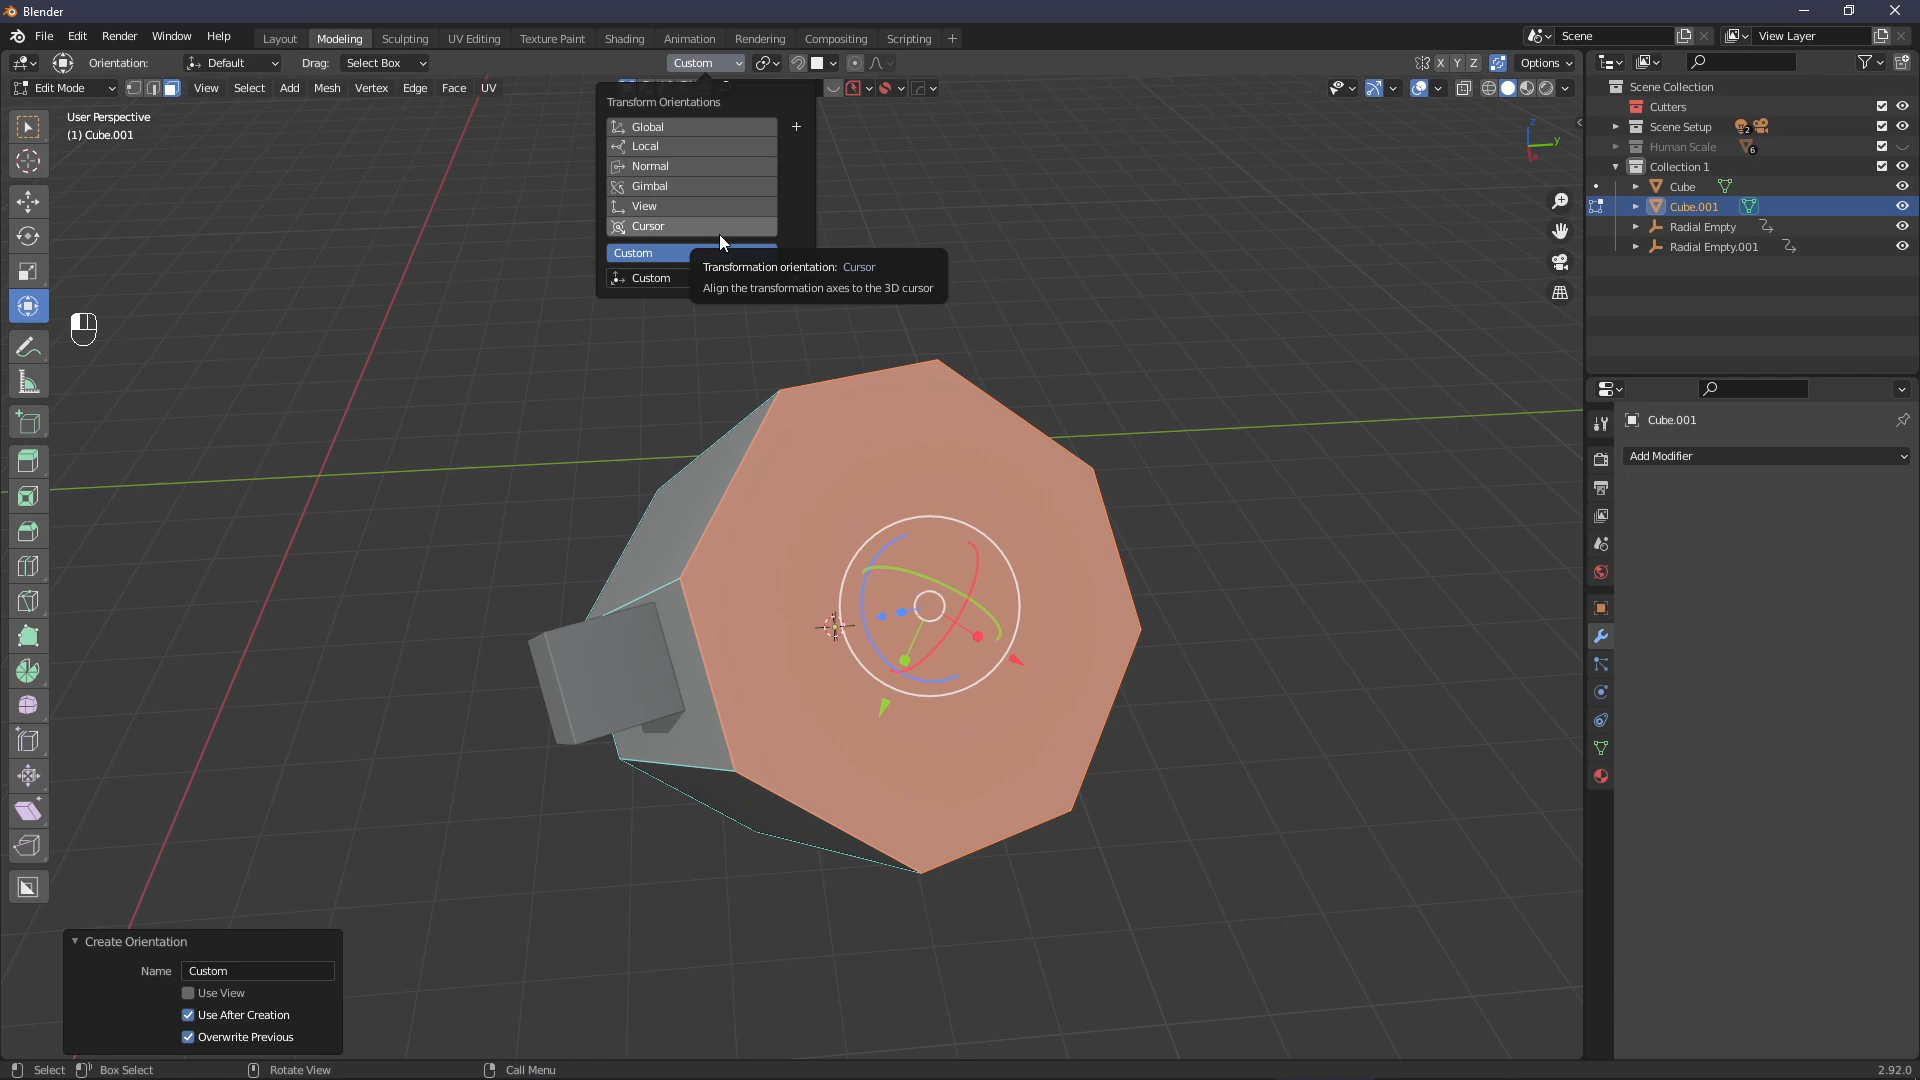 Blender
File Edit Render Window Help
Layout Modeling Sculpting UV Editing Texture Paint Shading Animation Rendering Compositing Scripting +
Scene
View Layer
Orientation: Default Drag: Select Box
Custom
X Y Z
Options
Edit Mode View Select Add Mesh Vertex Edge Face UV
User Perspective
(1) Cube.001
Transform Orientations
Global
Local
Normal
Gimbal
View
Cursor
Custom
Custom
Transformation orientation: Cursor
Align the transformation axes to the 3D cursor
z
y
x
Scene Collection
Cutters
Scene Setup 2
Human Scale 6
Collection 1
Cube
Cube.001
Radial Empty
Radial Empty.001
Cube.001
Add Modifier
Create Orientation
Name Custom
Use View
Use After Creation
Overwrite Previous
Select Box Select Rotate View Call Menu
2.92.0